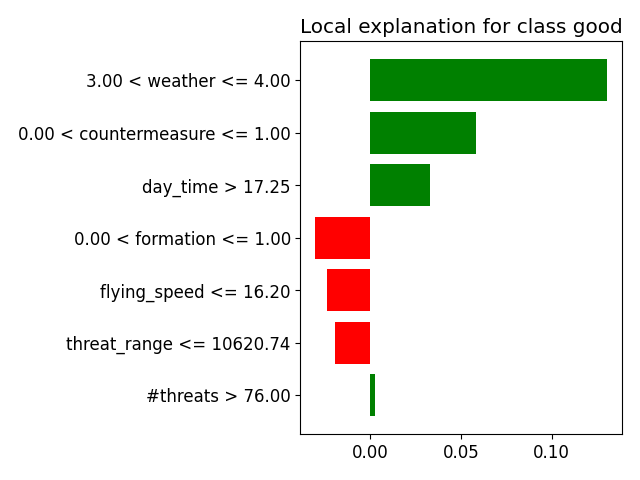 Local explanation for class good
3.00 < weather <= 4.00
0.00 < countermeasure <= 1.00
day_time > 17.25
0.00 < formation <= 1.00
flying_speed <= 16.20
threat_range <= 10620.74
#threats > 76.00
0.00 0.05 0.10